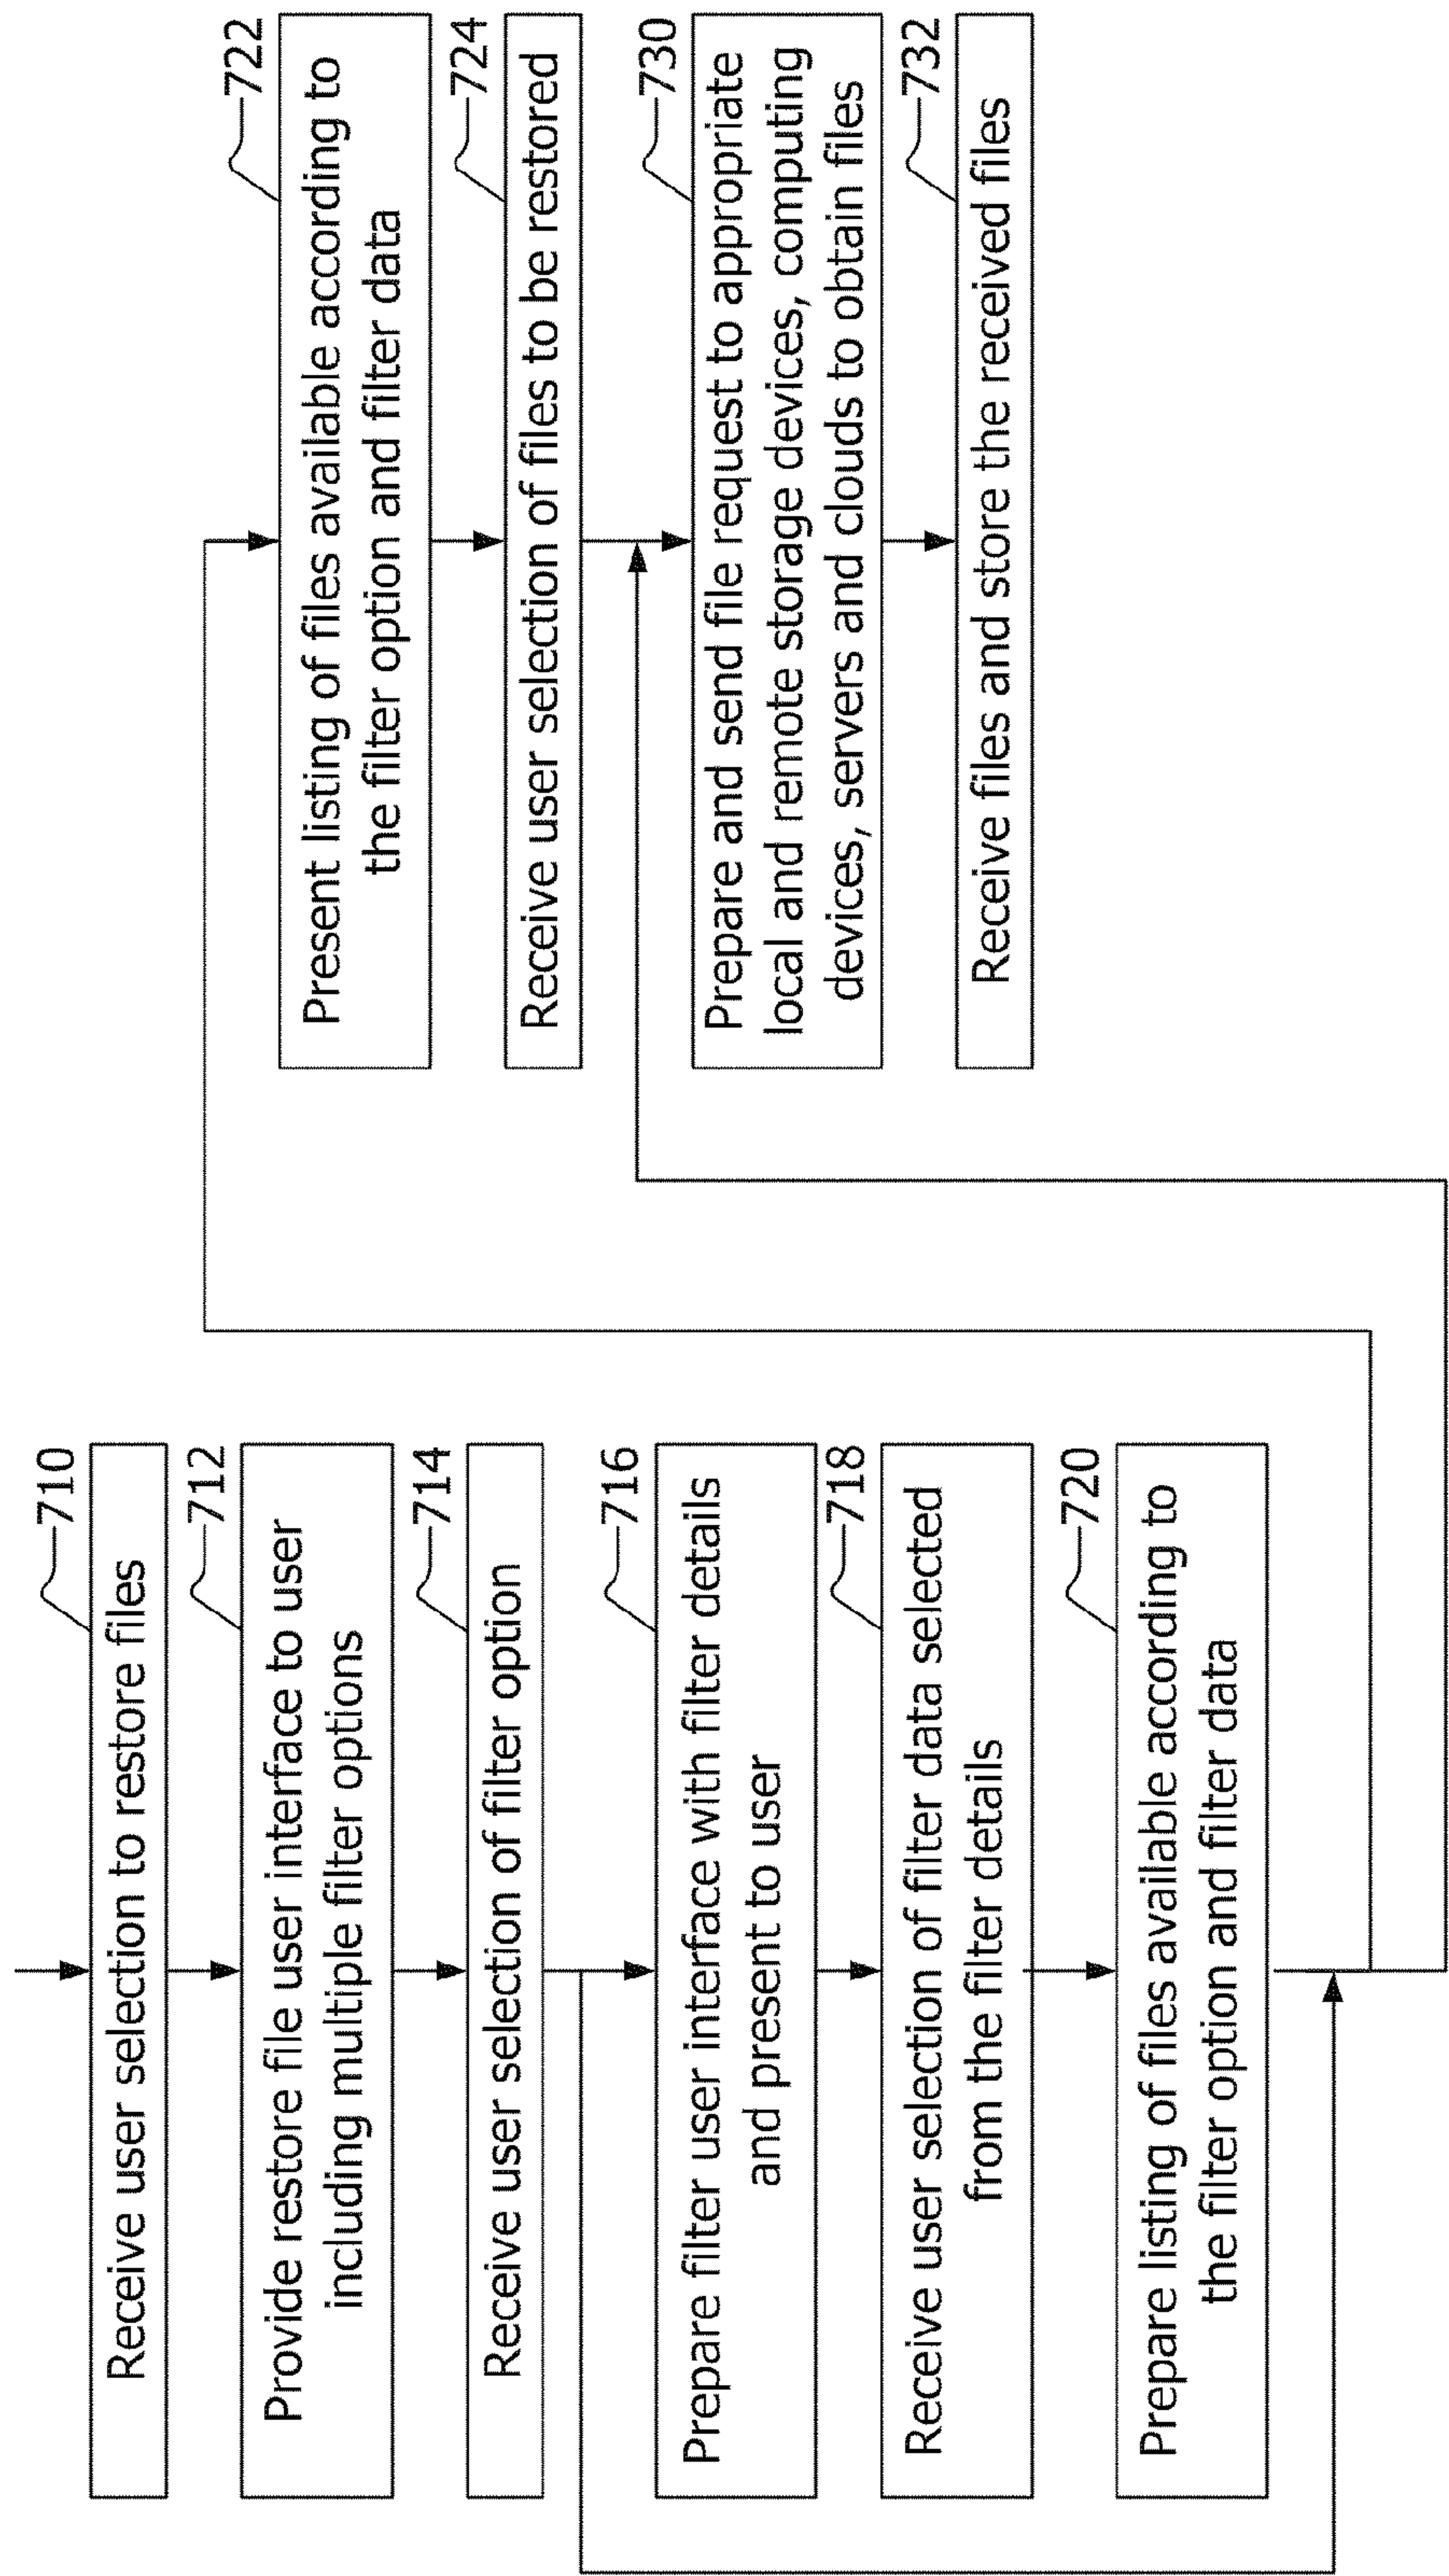 710
Receive user selection to restore files
712
Provide restore file user interface to user
including multiple filter options
714
Receive user selection of filter option
716
Prepare filter user interface with filter details
and present to user
718
Receive user selection of filter data selected
from the filter details
720
Prepare listing of files available according to
the filter option and filter data
722
Present listing of files available according to
the filter option and filter data
724
Receive user selection of files to be restored
730
Prepare and send file request to appropriate
local and remote storage devices, computing
devices, servers and clouds to obtain files
732
Receive files and store the received files